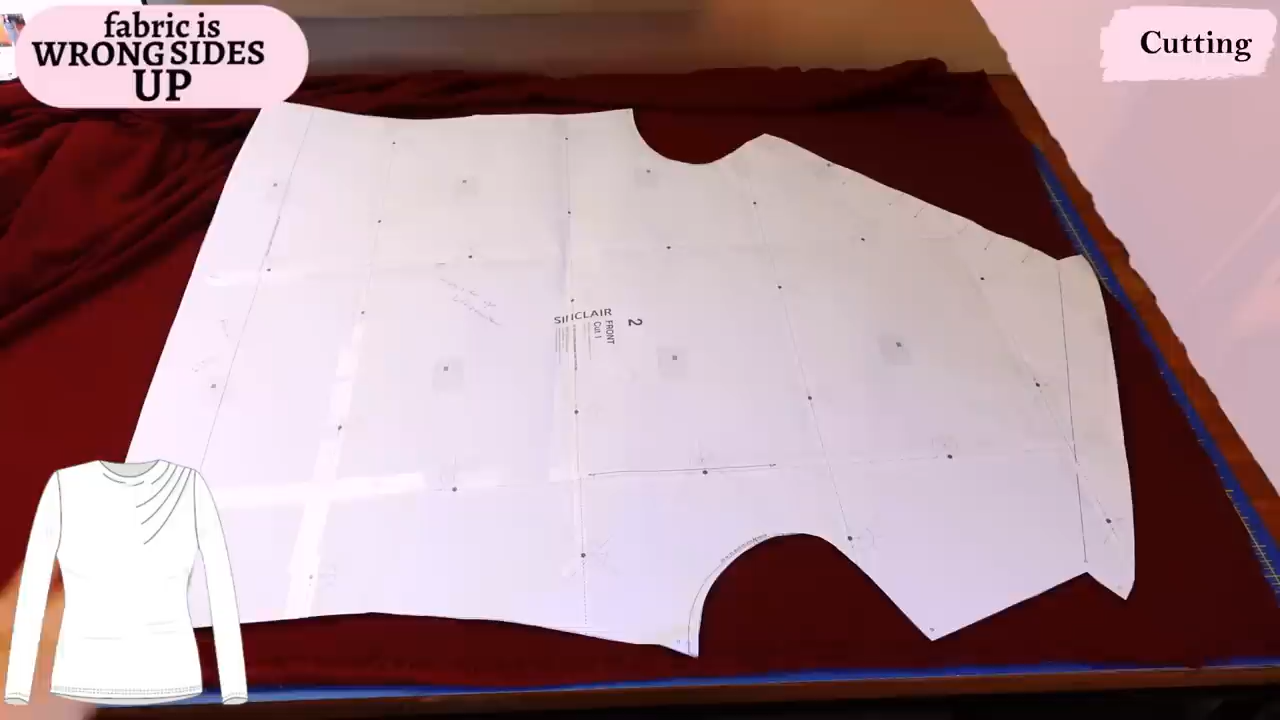 fabric is
WRONG SIDES
UP
Cutting
SINCLAIR
FRONT
Cut 1
2